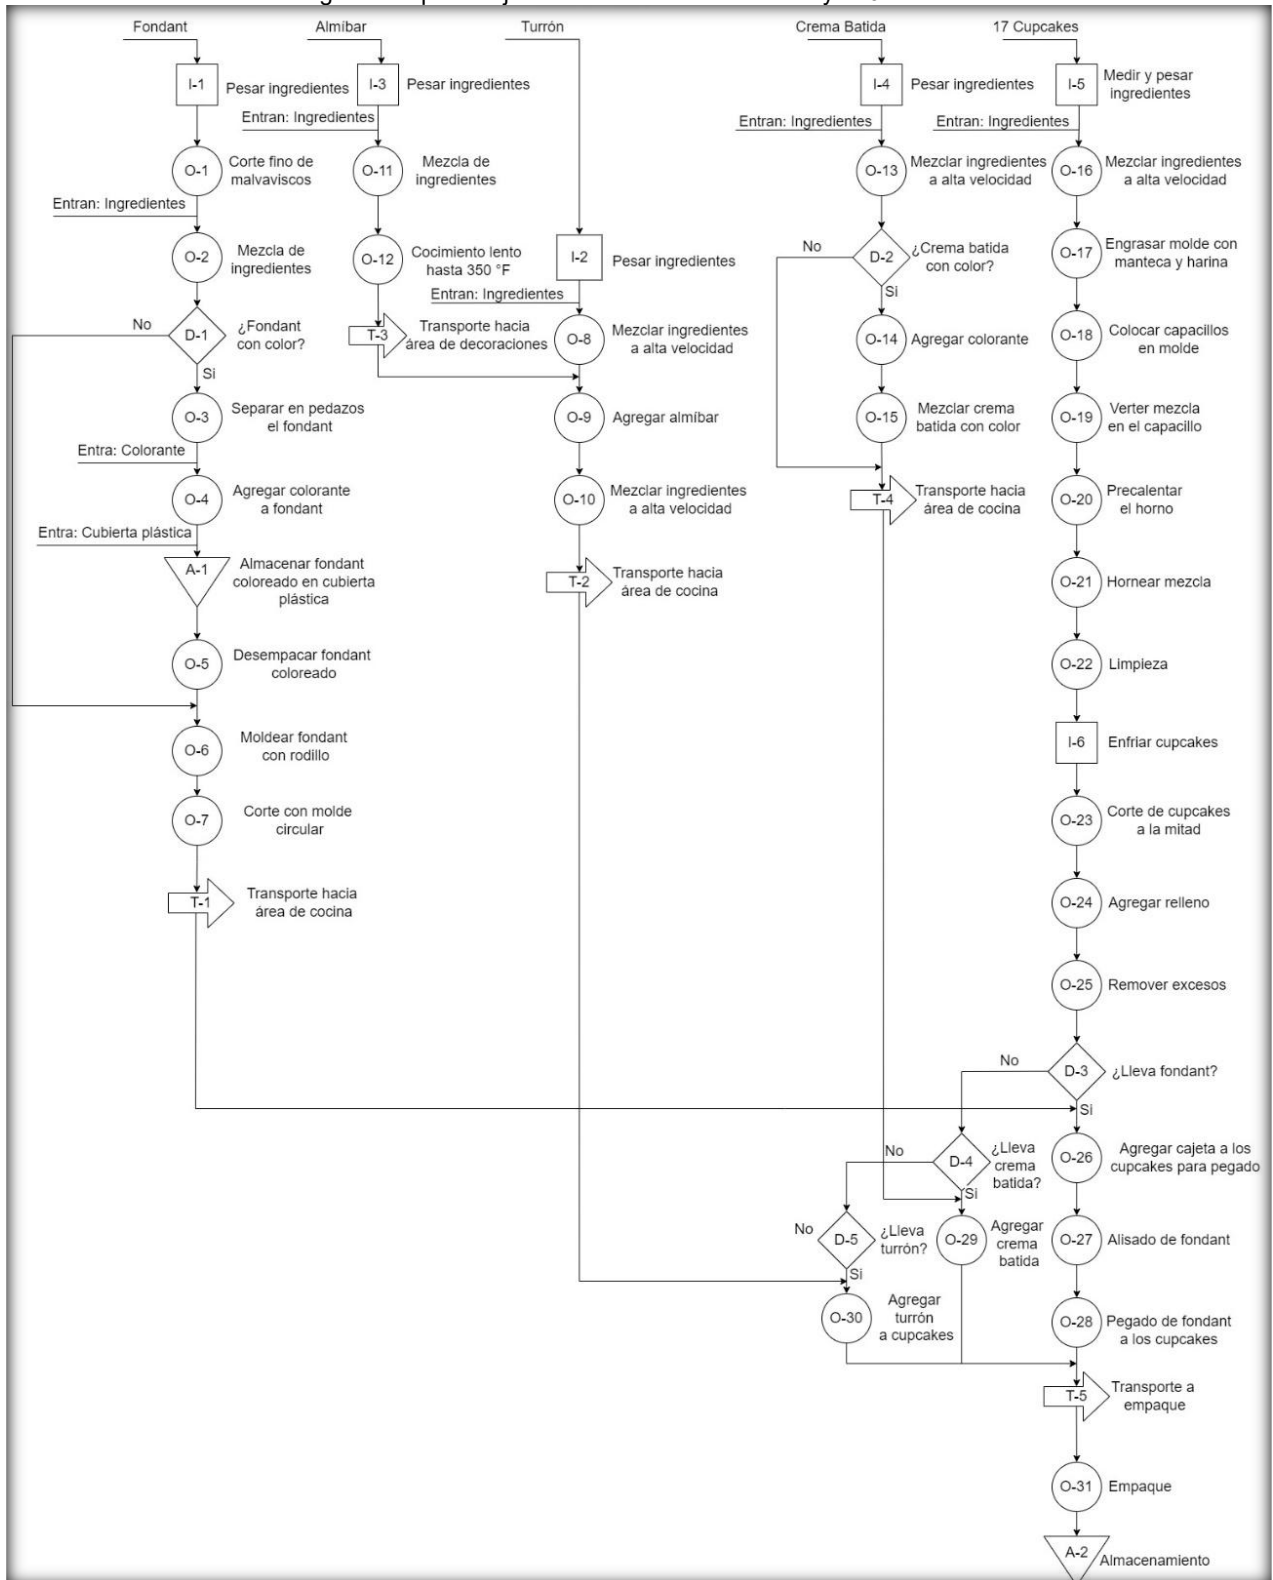 Fondant
Almíbar
Turrón
Crema Batida
17 Cupcakes
I-1
Pesar ingredientes
I-3
Pesar ingredientes
I-4
Pesar ingredientes
I-5
Medir y pesar
ingredientes
Entran: Ingredientes
Entran: Ingredientes
Entran: Ingredientes
O-1
Corte fino de
malvaviscos
O-11
Mezcla de
ingredientes
O-13
Mezclar ingredientes
a alta velocidad
O-16
Mezclar ingredientes
a alta velocidad
Entran: Ingredientes
O-2
Mezcla de
ingredientes
O-12
Cocimiento lento
hasta 350 °F
I-2
Pesar ingredientes
No
D-2
¿Crema batida
con color?
Si
O-17
Engrasar molde con
manteca y harina
Entran: Ingredientes
No
D-1
¿Fondant
con color?
Si
T-3
Transporte hacia
área de decoraciones
O-8
Mezclar ingredientes
a alta velocidad
O-14
Agregar colorante
O-18
Colocar capacillos
en molde
O-3
Separar en pedazos
el fondant
O-9
Agregar almíbar
O-15
Mezclar crema
batida con color
O-19
Verter mezcla
en el capacillo
Entra: Colorante
O-4
Agregar colorante
a fondant
O-10
Mezclar ingredientes
a alta velocidad
T-4
Transporte hacia
área de cocina
O-20
Precalentar
el horno
Entra: Cubierta plástica
A-1
Almacenar fondant
coloreado en cubierta
plástica
T-2
Transporte hacia
área de cocina
O-21
Hornear mezcla
O-5
Desempacar fondant
coloreado
O-22
Limpieza
O-6
Moldear fondant
con rodillo
I-6
Enfriar cupcakes
O-7
Corte con molde
circular
O-23
Corte de cupcakes
a la mitad
T-1
Transporte hacia
área de cocina
O-24
Agregar relleno
O-25
Remover excesos
No
D-3
¿Lleva fondant?
Si
No
D-4
¿Lleva
crema
batida?
Si
O-26
Agregar cajeta a los
cupcakes para pegado
No
D-5
¿Lleva
turrón?
Si
O-29
Agregar
crema
batida
O-27
Alisado de fondant
O-30
Agregar
turrón
a cupcakes
O-28
Pegado de fondant
a los cupcakes
T-5
Transporte a
empaque
O-31
Empaque
A-2
Almacenamiento